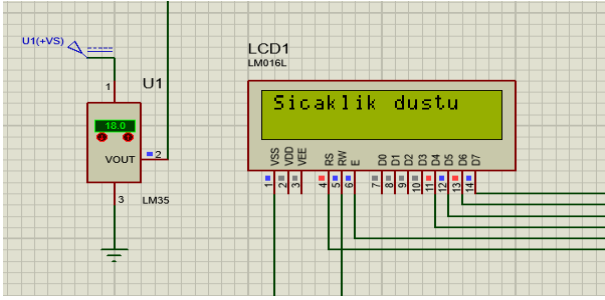 U1(+VS)
1
U1
18.0
VOUT
2
3
LM35
LCD1
LM016L
Sicaklik dustu
VSS VDD VEE RS RW E D0 D1 D2 D3 D4 D5 D6 D7
1 2 3 4 5 6 7 8 9 10 11 12 13 14